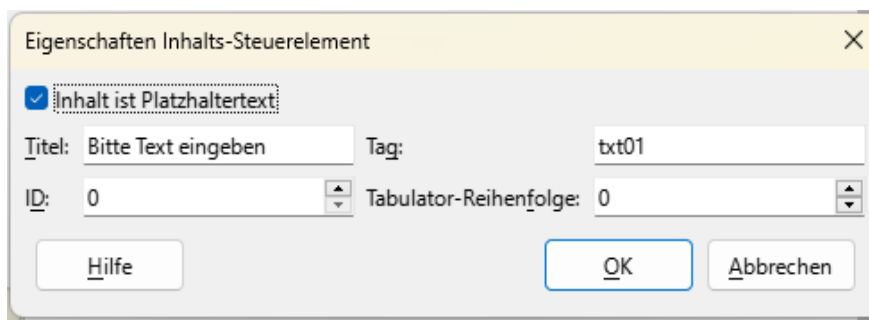 Eigenschaften Inhalts-Steuerelement
Inhalt ist Platzhaltertext
Titel: Bitte Text eingeben Tag: txt01
ID: 0 Tabulator-Reihenfolge: 0
Hilfe OK Abbrechen